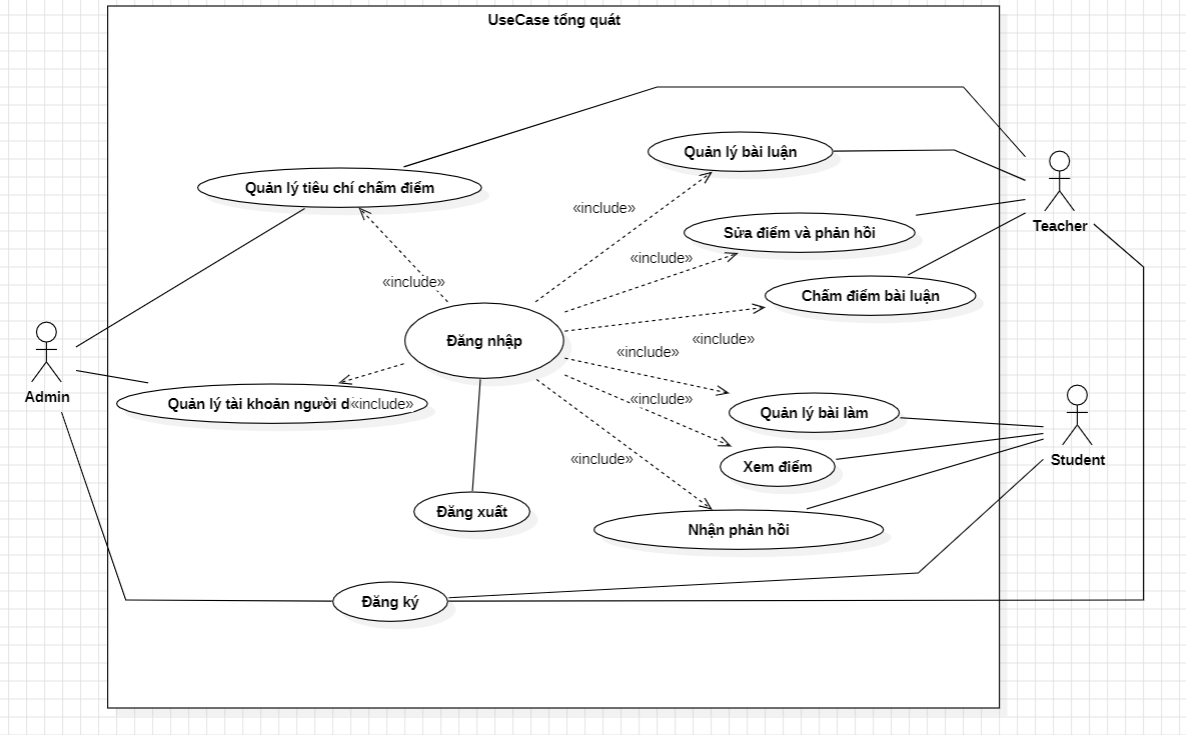 UseCase tổng quát
Quản lý bài luận
Quản lý tiêu chí chấm điểm
«include»
Teacher
Sửa điểm và phản hồi
«include»
«include»
Chấm điểm bài luận
Đăng nhập
«include»
«include»
Admin
Quản lý tài khoản người d
«include»
«include»
Quản lý bài làm
Student
«include»
Xem điểm
Đăng xuất
Nhận phản hồi
Đăng ký